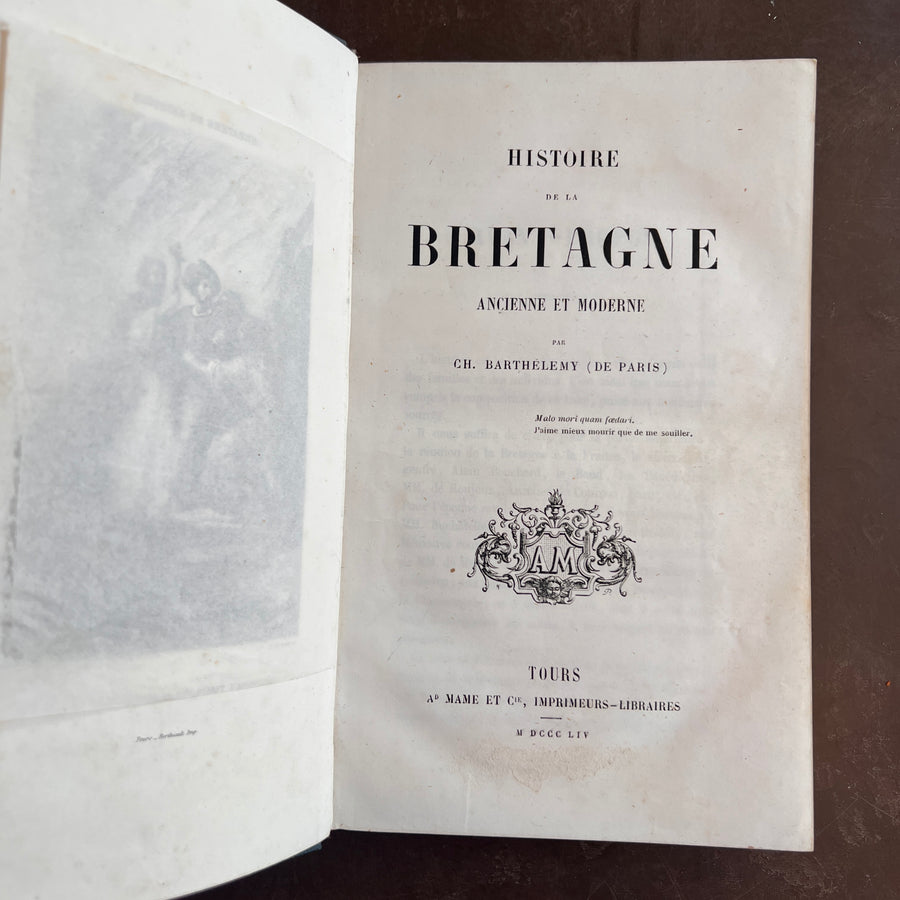 HISTOIRE
DE LA
BRETAGNE
ANCIENNE ET MODERNE
PAR
CH. BARTHÉLEMY (DE PARIS)
Malo mori quam fœdari.
J'aime mieux mourir que de me souiller.
AM
TOURS
Aᴰ MAME ET Cᴵᴱ, IMPRIMEURS-LIBRAIRES
M DCCC LIV